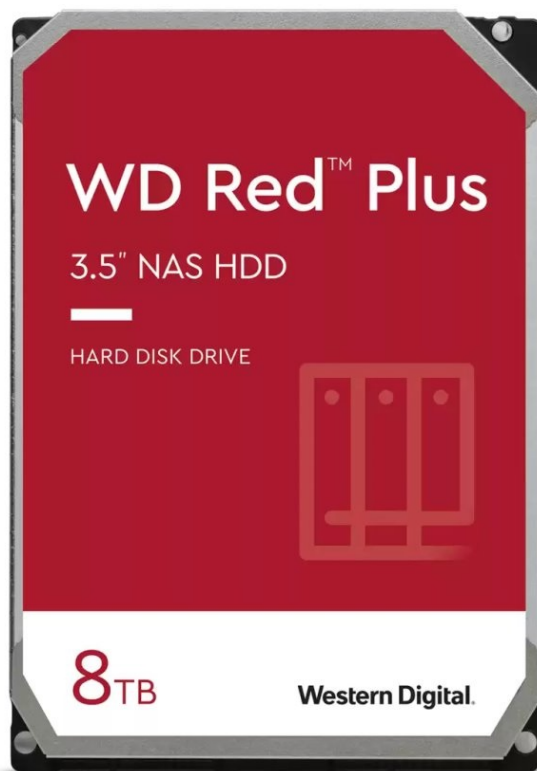 WD Red™ Plus
3.5" NAS HDD
HARD DISK DRIVE
8TB
Western Digital.